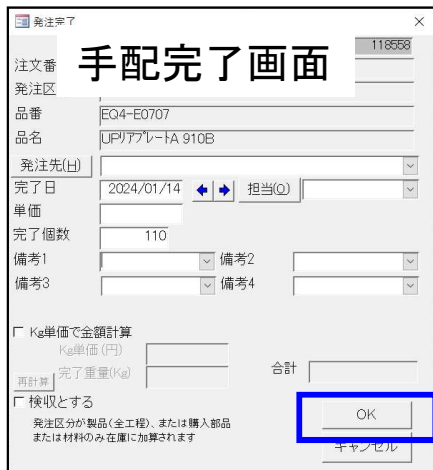 発注完了
手配完了画面
118558
注文番
発注区
品番 EQ4-E0707
品名 UPリアプレートA 910B
発注先(H)
完了日 2024/01/14 担当(O)
単価
完了個数 110
備考1 備考2
備考3 備考4
Kg単価で金額計算
Kg単価(円)
完了重量(Kg) 合計
再計算
検収とする
発注区分が製品(全工程)、または購入部品
または材料のみ在庫に加算されます
OK
キャンセル